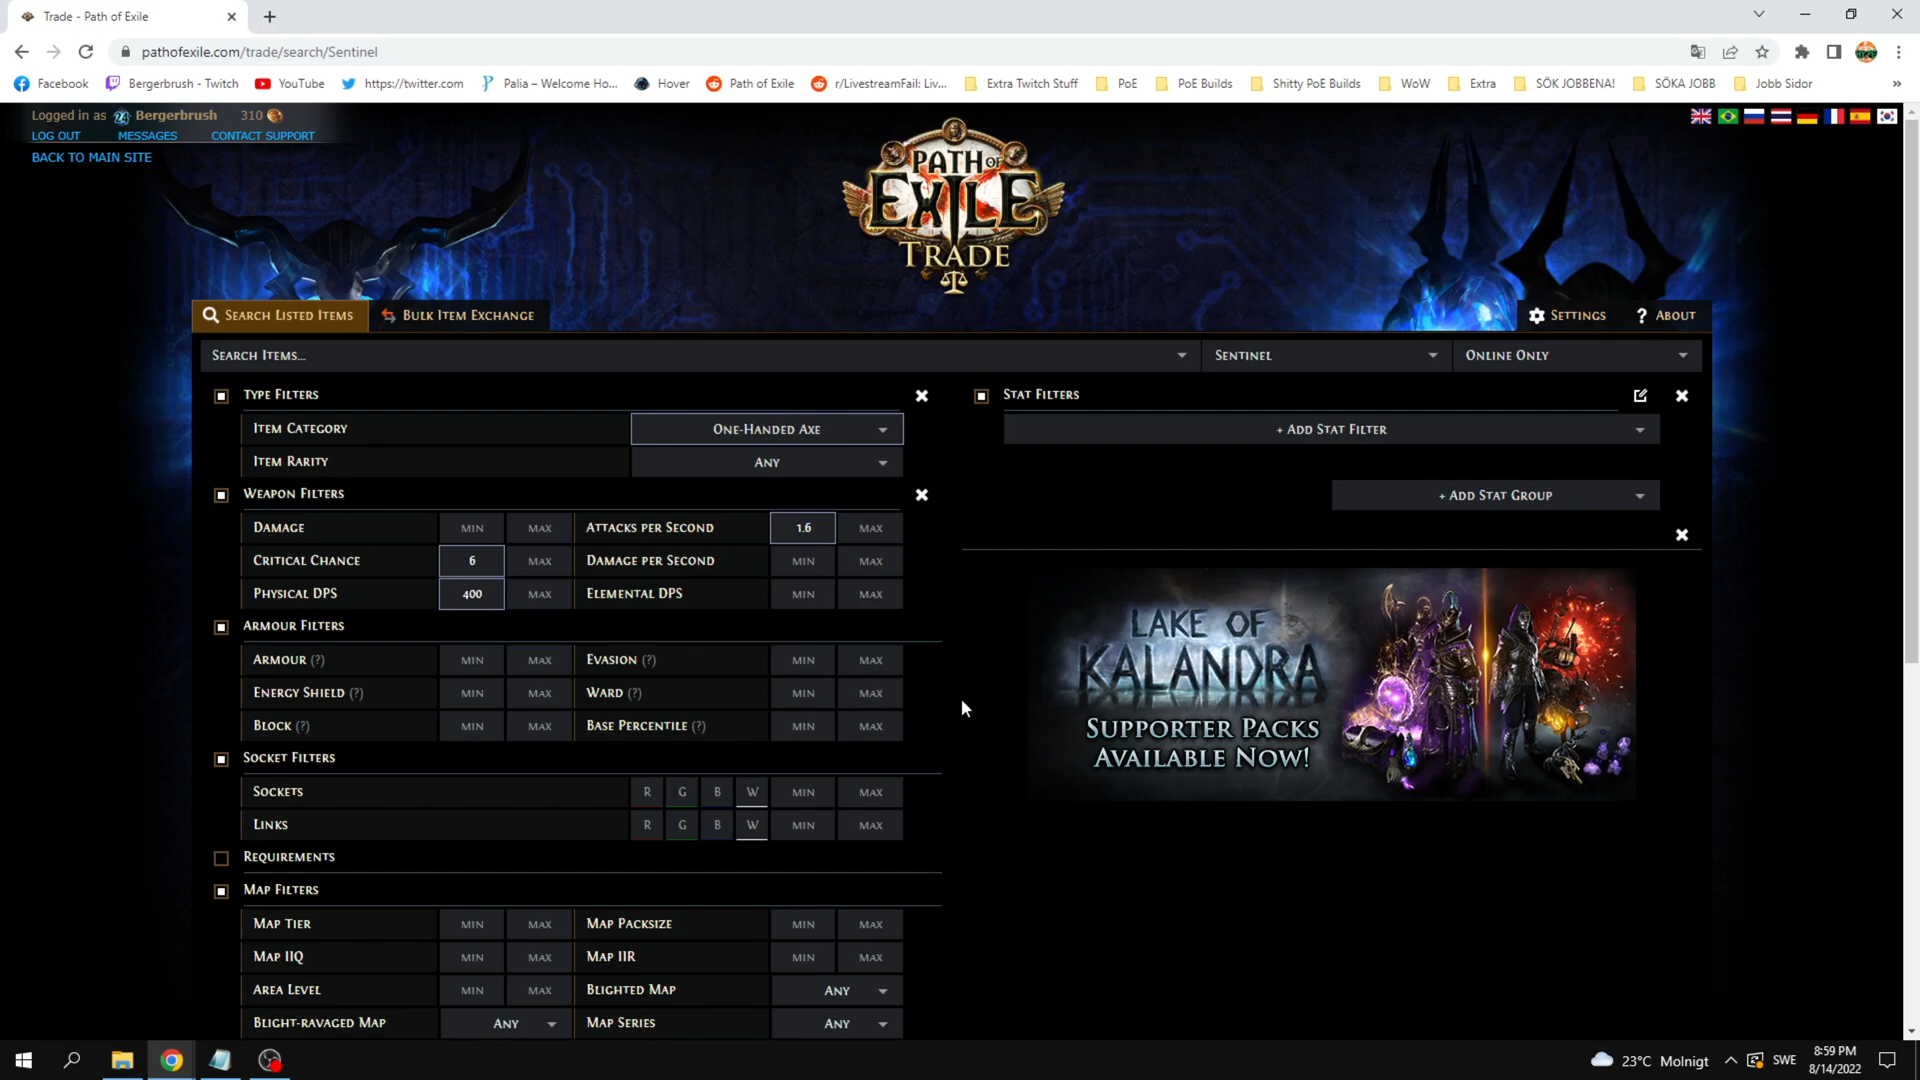 Trade - Path of Exile
pathofexile.com/trade/search/Sentinel
Facebook Bergerbrush - Twitch YouTube https://twitter.com Palia – Welcome Ho... Hover Path of Exile r/LivestreamFail: Liv... Extra Twitch Stuff PoE PoE Builds Shitty PoE Builds WoW Extra SÖK JOBBENA! SÖKA JOBB Jobb Sidor »
Logged in as Bergerbrush 310
LOG OUT MESSAGES CONTACT SUPPORT
BACK TO MAIN SITE
PATH OF
EXILE
TRADE
Search Listed Items Bulk Item Exchange Settings ? About
Search Items... Sentinel Online Only
Type Filters
Item Category One-Handed Axe
Item Rarity Any
Weapon Filters
Damage MIN MAX Attacks per Second 1.6 MAX
Critical Chance 6 MAX Damage per Second MIN MAX
Physical DPS 400 MAX Elemental DPS MIN MAX
Armour Filters
Armour (?) MIN MAX Evasion (?) MIN MAX
Energy Shield (?) MIN MAX Ward (?) MIN MAX
Block (?) MIN MAX Base Percentile (?) MIN MAX
Socket Filters
Sockets R G B W MIN MAX
Links R G B W MIN MAX
Requirements
Map Filters
Map Tier MIN MAX Map Packsize MIN MAX
Map IIQ MIN MAX Map IIR MIN MAX
Area Level MIN MAX Blighted Map Any
Blight-ravaged Map Any Map Series Any
Stat Filters
+ Add Stat Filter
+ Add Stat Group
LAKE OF
KALANDRA
SUPPORTER PACKS
AVAILABLE NOW!
23°C Molnigt SWE 8:59 PM
8/14/2022